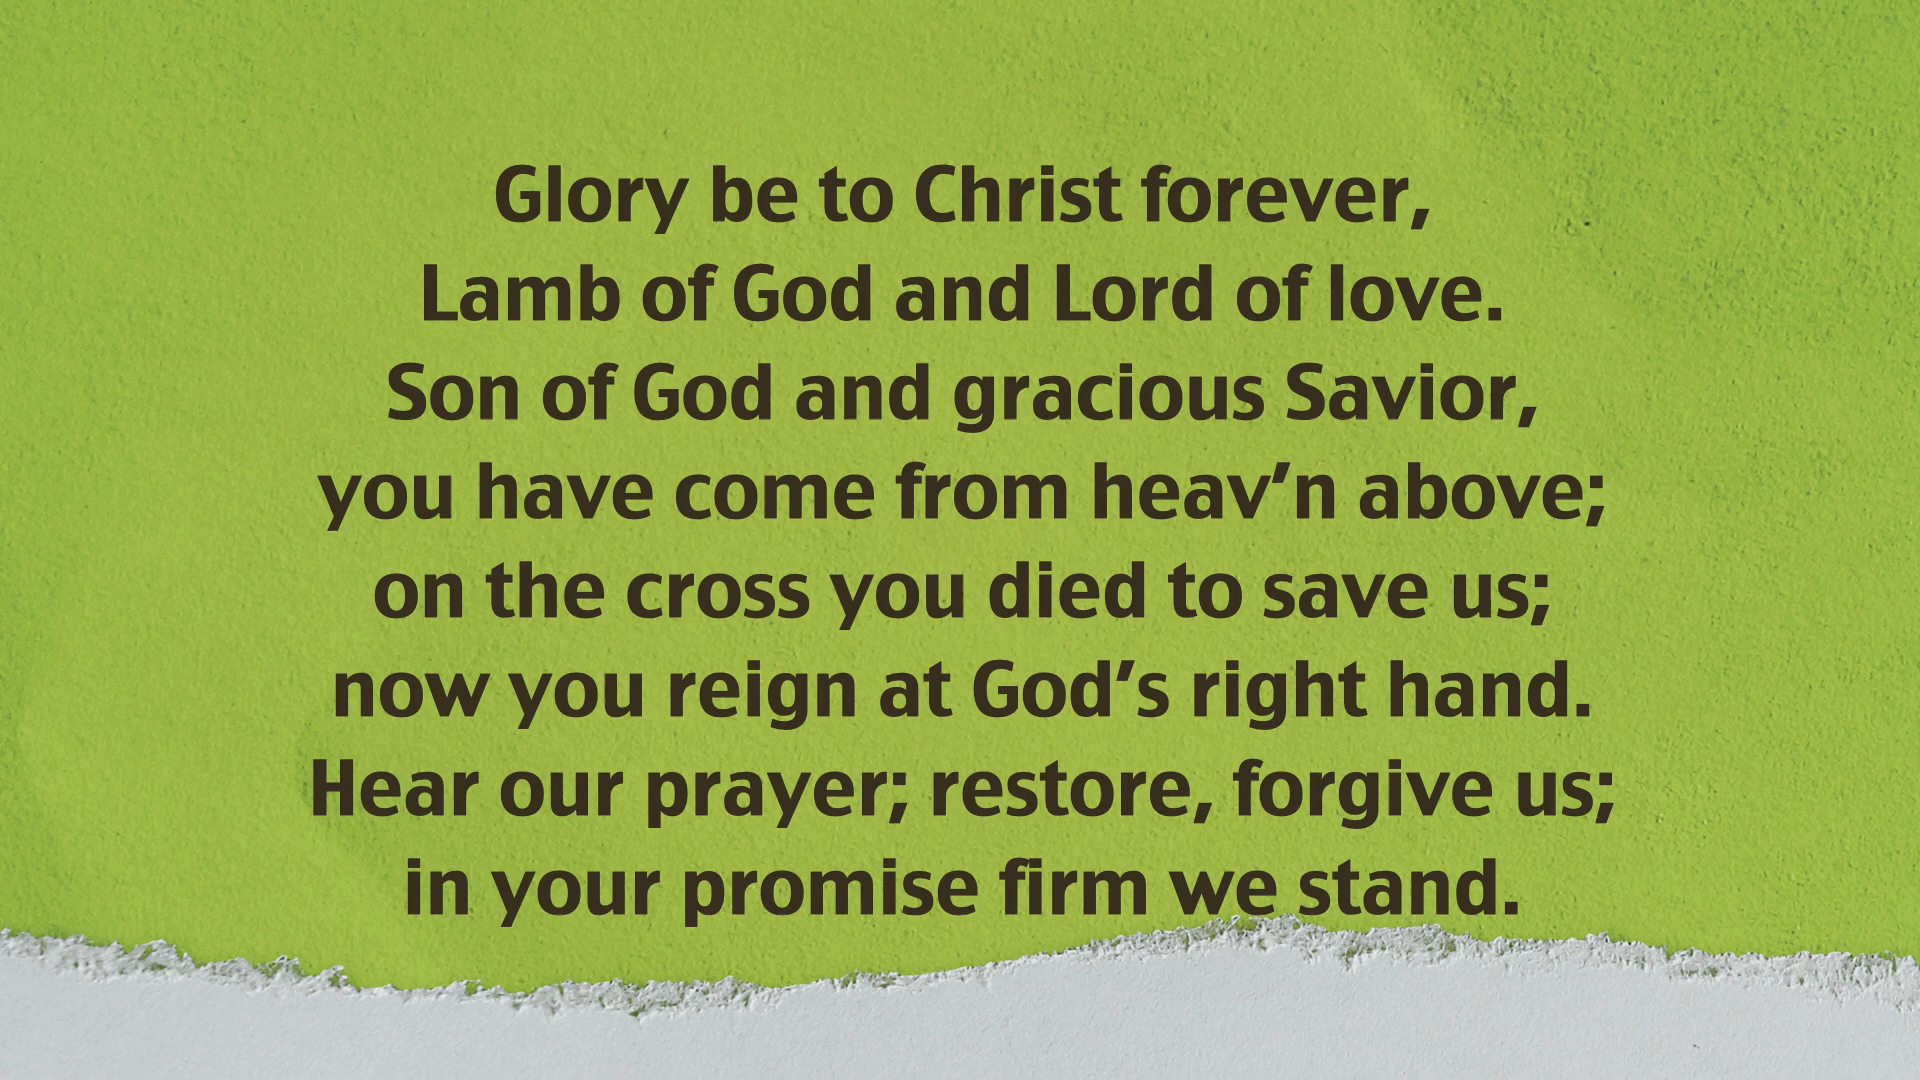 Glory be to Christ forever,
Lamb of God and Lord of love.
Son of God and gracious Savior,
you have come from heav’n above;
on the cross you died to save us;
now you reign at God’s right hand.
Hear our prayer; restore, forgive us;
in your promise firm we stand.